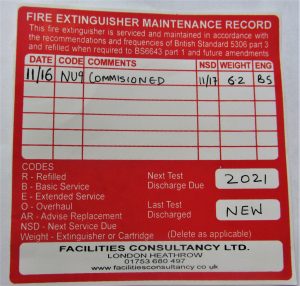 FIRE EXTINGUISHER MAINTENANCE RECORD
This fire extinguisher is serviced and maintained in accordance with
the recommendations and frequencies of British Standard 5306 part 3
and refilled when required to BS6643 part 1 and future amendments
DATE CODE COMMENTS NSD WEIGHT ENG
11/16 NU9 COMMISIONED 11/17 6.2 BS
CODES
R - Refilled
B - Basic Service
E - Extended Service
O - Overhaul
AR - Advise Replacement
NSD - Next Service Due
Weight - Extinguisher or Cartridge (Delete as applicable)
Next Test
Discharge Due
2021
Last Test
Discharged
NEW
FACILITIES CONSULTANCY LTD.
LONDON HEATHROW
01753 680 497
www.facilitiesconsultancy.co.uk